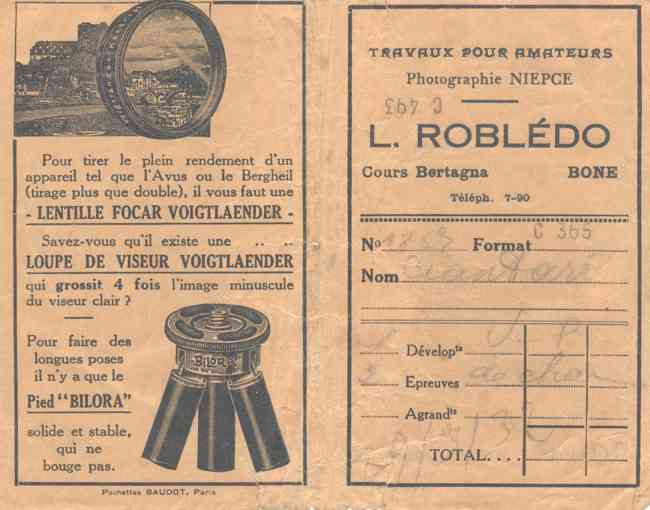 Pour tirer le plein rendement d'un
appareil tel que l'Avus ou le Bergheil
(tirage plus que double), il vous faut une
- LENTILLE FOCAR VOIGTLAENDER -
Savez-vous qu'il existe une .. ..
LOUPE DE VISEUR VOIGTLAENDER
qui grossit 4 fois l'image minuscule
du viseur clair ?
Pour faire des
longues poses
il n'y a que le
Pied "BILORA"
solide et stable,
qui ne
bouge pas.
BILORA
Pochettes BAUDOT, Paris
TRAVAUX POUR AMATEURS
Photographie NIEPCE
C 493
L. ROBLÉDO
Cours Bertagna BONE
Téléph. 7-90
C 365
No Format
Nom
Développts
Epreuves
Agrandts
TOTAL. . . .